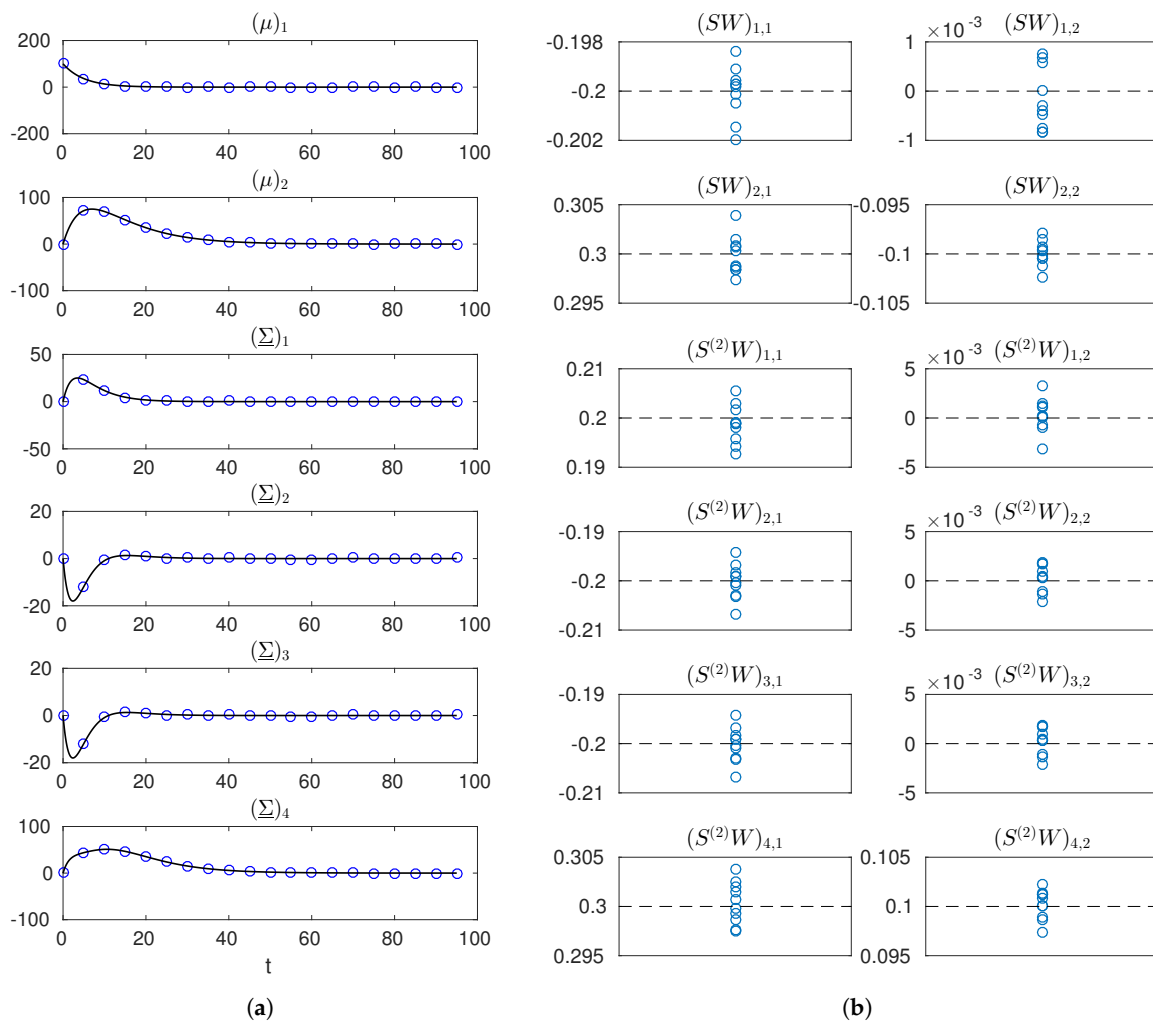 (μ)₁
200
0
-200
0 20 40 60 80 100
(μ)₂
100
0
-100
0 20 40 60 80 100
(Σ)₁
50
0
-50
0 20 40 60 80 100
(Σ)₂
20
0
-20
0 20 40 60 80 100
(Σ)₃
20
0
-20
0 20 40 60 80 100
(Σ)₄
100
0
-100
0 20 40 60 80 100
t
(a)
(SW)₁,₁
-0.198
-0.2
-0.202
×10⁻³ (SW)₁,₂
1
0
-1
(SW)₂,₁
0.305
0.3
0.295
(SW)₂,₂
-0.095
-0.1
-0.105
(S⁽²⁾W)₁,₁
0.21
0.2
0.19
×10⁻³ (S⁽²⁾W)₁,₂
5
0
-5
(S⁽²⁾W)₂,₁
-0.19
-0.2
-0.21
×10⁻³ (S⁽²⁾W)₂,₂
5
0
-5
(S⁽²⁾W)₃,₁
-0.19
-0.2
-0.21
×10⁻³ (S⁽²⁾W)₃,₂
5
0
-5
(S⁽²⁾W)₄,₁
0.305
0.3
0.295
(S⁽²⁾W)₄,₂
0.105
0.1
0.095
(b)